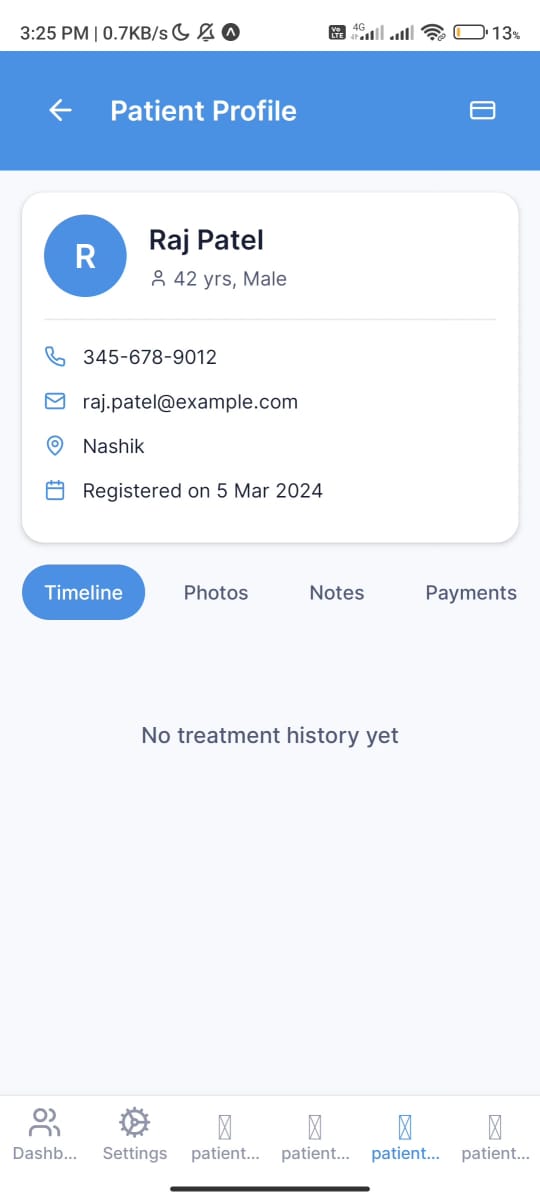 3:25 PM | 0.7KB/s
Vo LTE 4G 13%
Patient Profile
R
Raj Patel
42 yrs, Male
345-678-9012
raj.patel@example.com
Nashik
Registered on 5 Mar 2024
Timeline Photos Notes Payments
No treatment history yet
Dashb... Settings patient... patient... patient... patient...